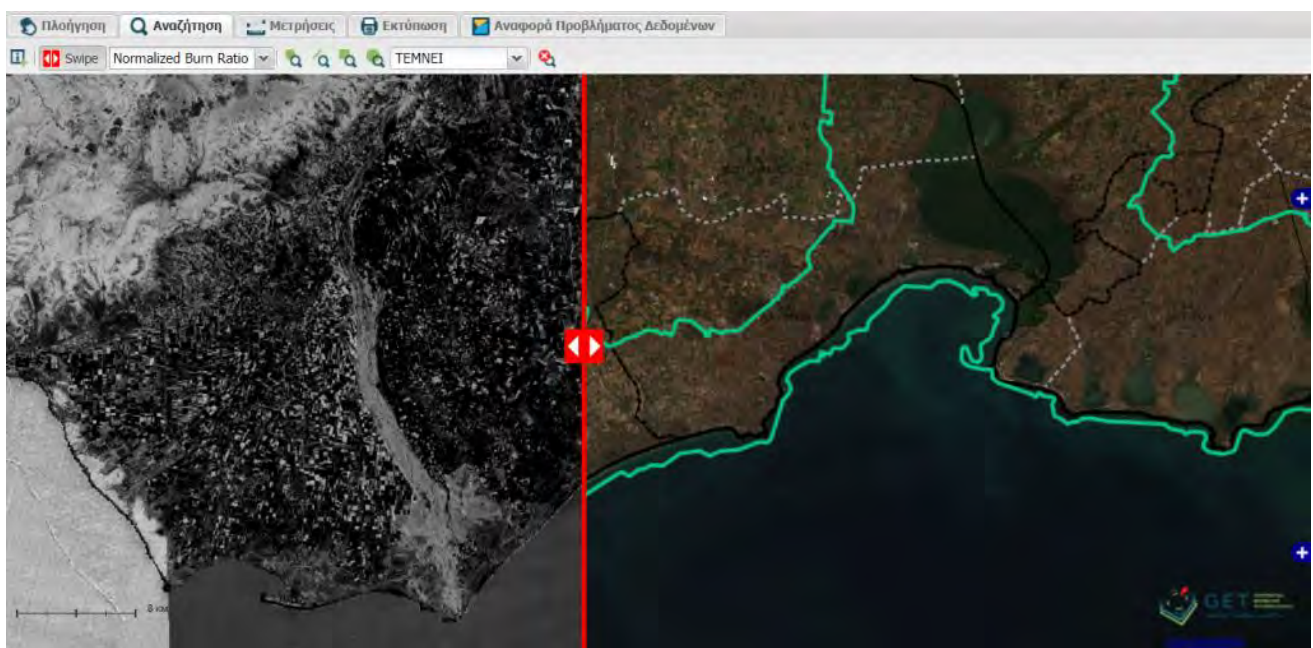 Πλοήγηση Αναζήτηση Μετρήσεις Εκτύπωση Αναφορά Προβλήματος Δεδομένων
Swipe Normalized Burn Ratio ΤΕΜΝΕΙ
GET